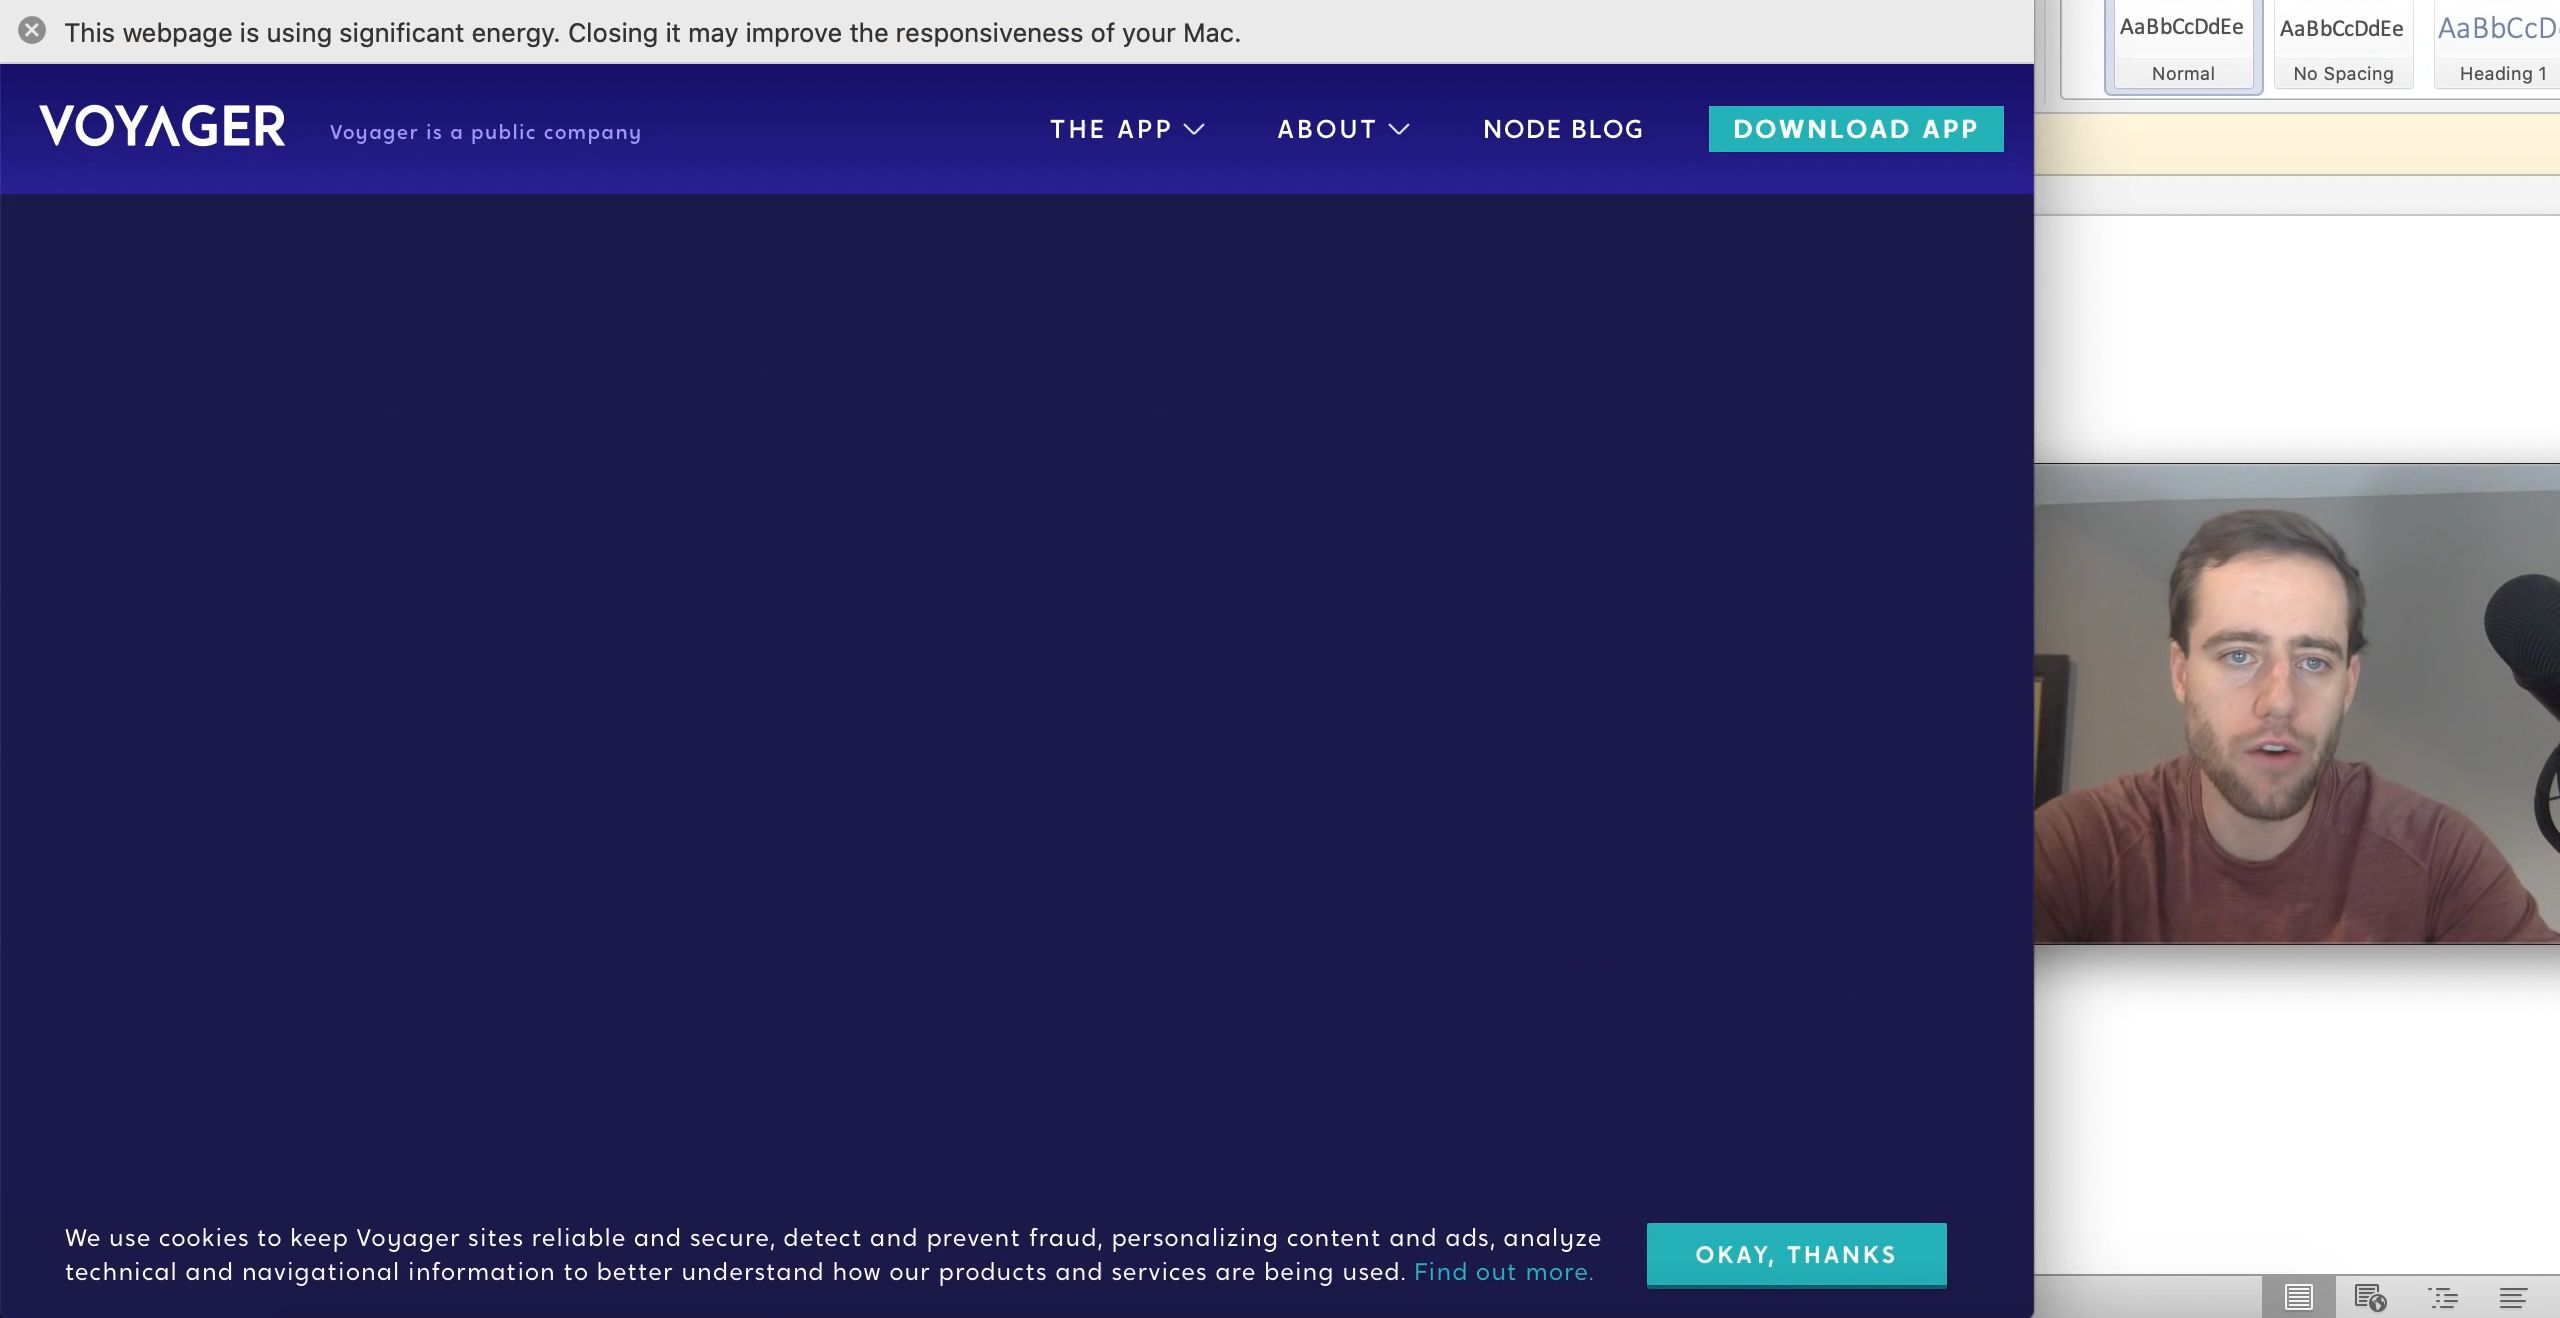 This webpage is using significant energy. Closing it may improve the responsiveness of your Mac.
VOYAGER
Voyager is a public company
THE APP
ABOUT
NODE BLOG
DOWNLOAD APP
We use cookies to keep Voyager sites reliable and secure, detect and prevent fraud, personalizing content and ads, analyze
technical and navigational information to better understand how our products and services are being used. Find out more.
OKAY, THANKS
AaBbCcDdEe
AaBbCcDdEe
AaBbCcD
Normal
No Spacing
Heading 1